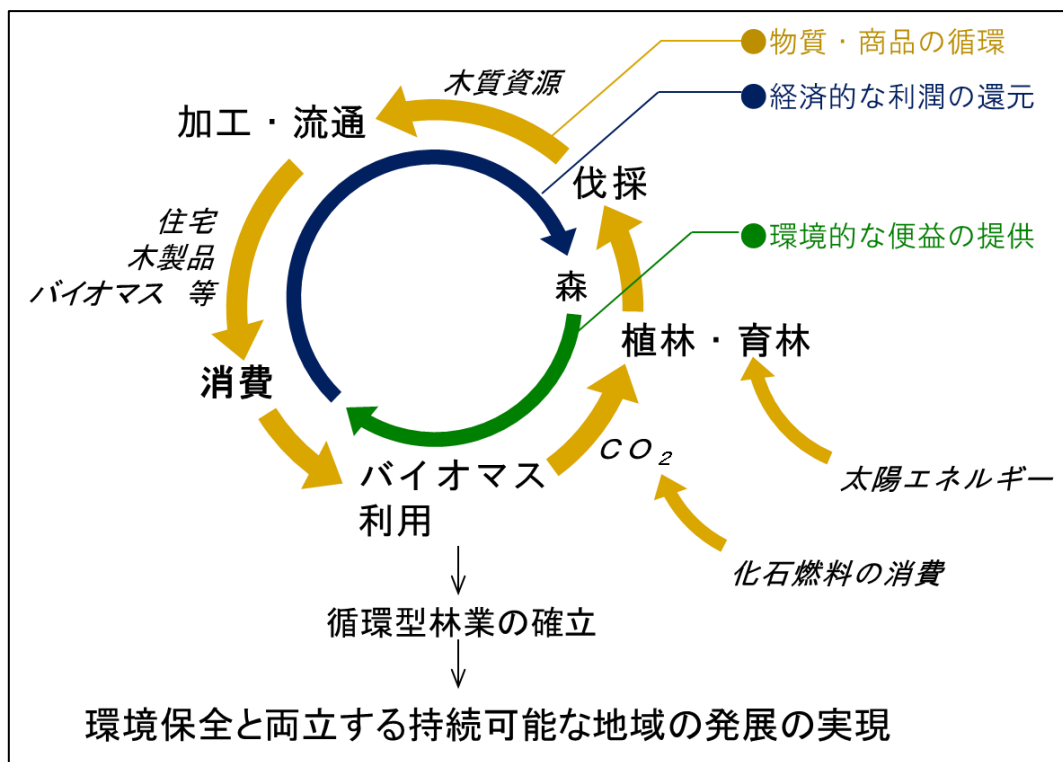 ●物質・商品の循環
木質資源
●経済的な利潤の還元
加工・流通
伐採
住宅
木製品
バイオマス 等
●環境的な便益の提供
森
植林・育林
消費
CO₂
バイオマス
利用
太陽エネルギー
化石燃料の消費
循環型林業の確立
環境保全と両立する持続可能な地域の発展の実現